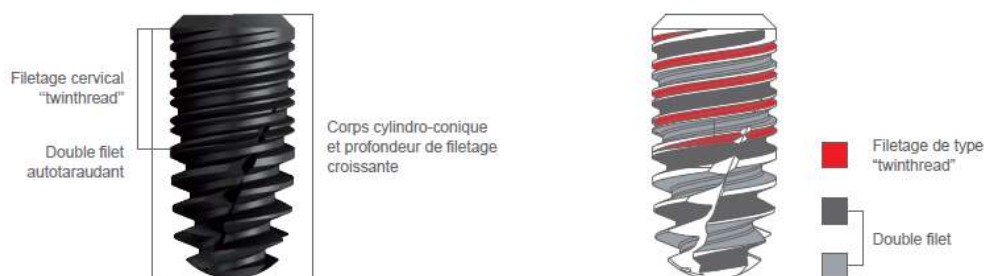 Filetage cervical
“twinthread”
Double filet
autotaraudant
Corps cylindro-conique
et profondeur de filetage
croissante
Filetage de type
“twinthread”
Double filet